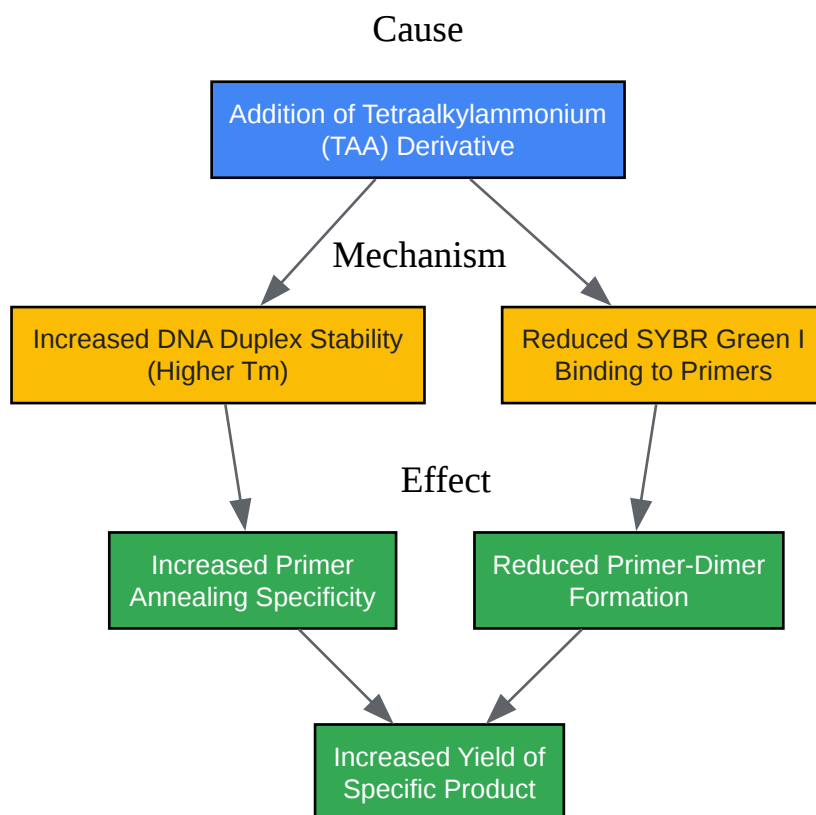 Cause
Addition of Tetraalkylammonium
(TAA) Derivative
Mechanism
Increased DNA Duplex Stability
(Higher Tm)
Reduced SYBR Green I
Binding to Primers
Effect
Increased Primer
Annealing Specificity
Reduced Primer-Dimer
Formation
Increased Yield of
Specific Product